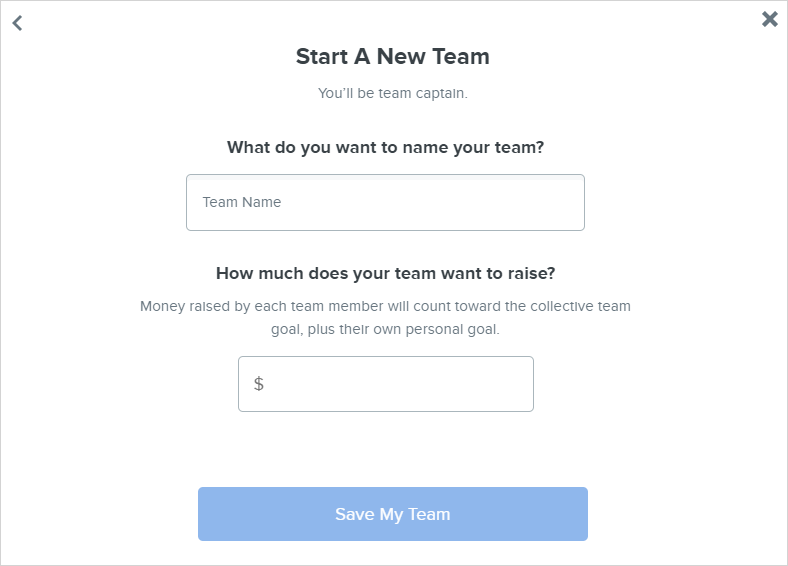 Start A New Team
You'll be team captain.
What do you want to name your team?
Team Name
How much does your team want to raise?
Money raised by each team member will count toward the collective team
goal, plus their own personal goal.
$
Save My Team